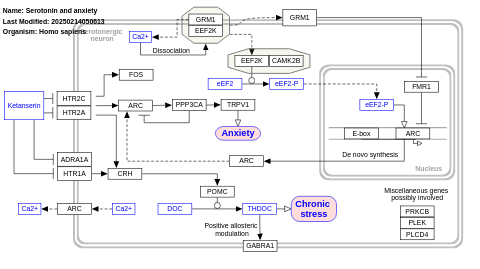 Name: Serotonin and anxiety
Last Modified: 20250214050613
Organism: Homo sapiens
Serotonergic
neuron
Ca2+
GRM1
EEF2K
GRM1
Dissociation
EEF2K
CAMK2B
FOS
eEF2
eEF2-P
FMR1
Ketanserin
HTR2C
HTR2A
ARC
PPP3CA
TRPV1
eEF2-P
Anxiety
E-box
ARC
De novo synthesis
ADRA1A
HTR1A
CRH
ARC
Nucleus
POMC
Miscellaneous genes
possibly involved
Ca2+
ARC
Ca2+
DOC
THDOC
Chronic
stress
PRKCB
PLEK
PLCD4
Positive allosteric
modulation
GABRA1